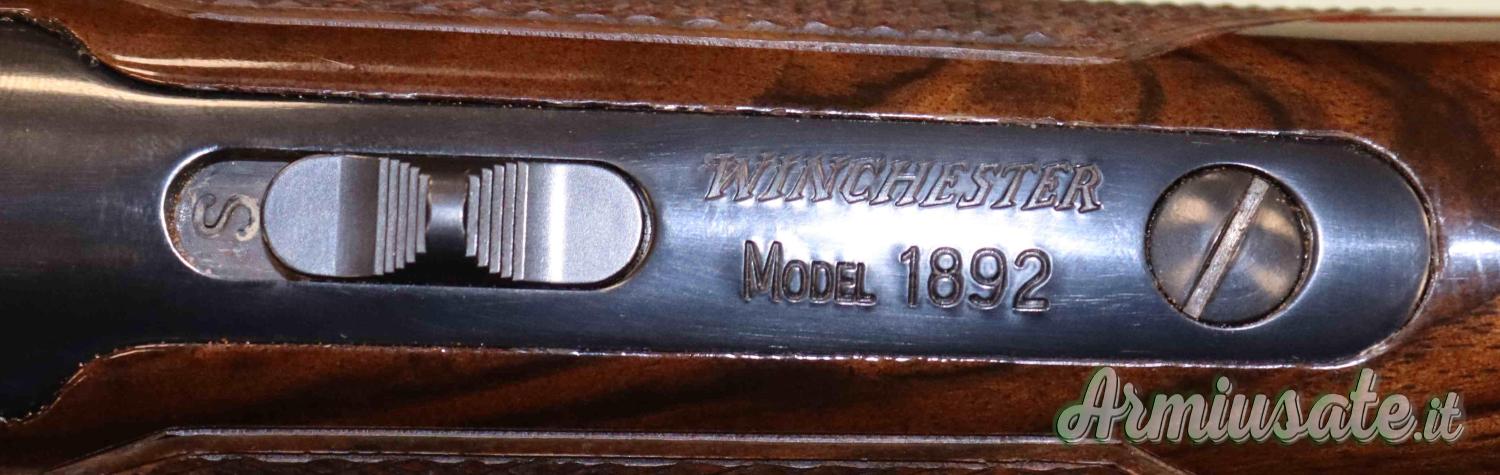 S
WINCHESTER
MODEL 1892
Armiusate.it